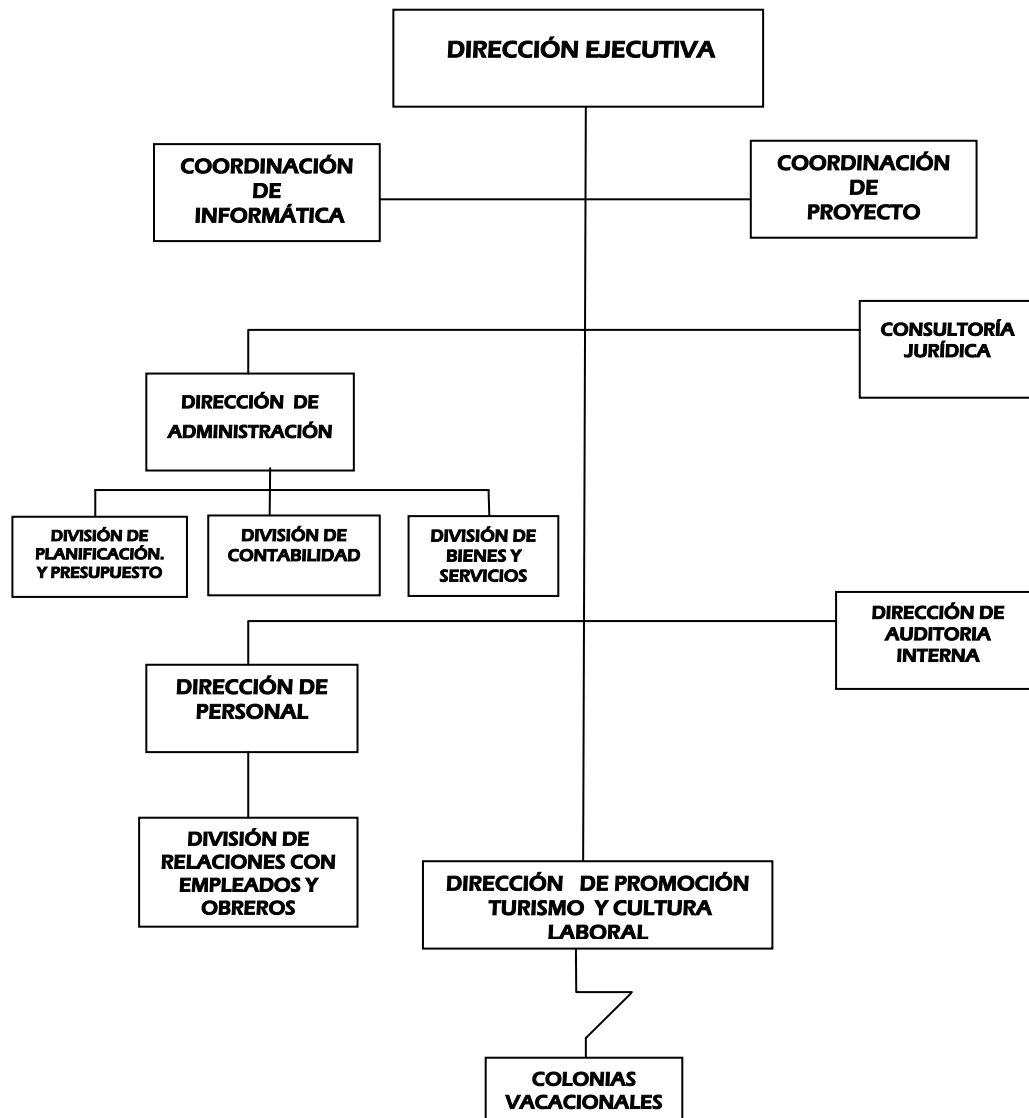 DIRECCIÓN EJECUTIVA
COORDINACIÓN
DE
INFORMÁTICA
COORDINACIÓN
DE
PROYECTO
CONSULTORÍA
JURÍDICA
DIRECCIÓN DE
ADMINISTRACIÓN
DIVISIÓN DE
PLANIFICACIÓN.
Y PRESUPUESTO
DIVISIÓN DE
CONTABILIDAD
DIVISIÓN DE
BIENES Y
SERVICIOS
DIRECCIÓN DE
AUDITORIA
INTERNA
DIRECCIÓN DE
PERSONAL
DIVISIÓN DE
RELACIONES CON
EMPLEADOS Y
OBREROS
DIRECCIÓN DE PROMOCIÓN
TURISMO Y CULTURA
LABORAL
COLONIAS
VACACIONALES